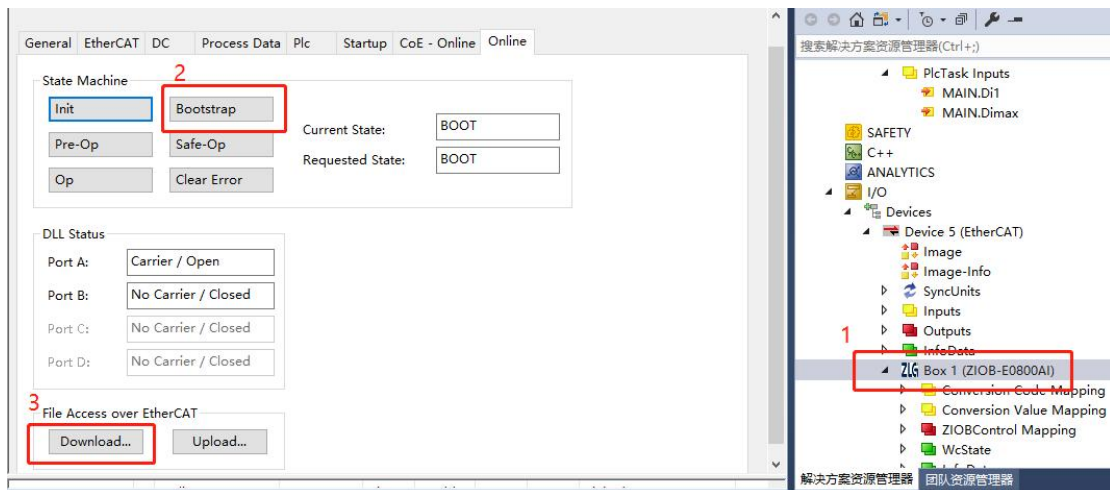 General EtherCAT DC Process Data Plc Startup CoE - Online Online
State Machine
2
Init Bootstrap
Pre-Op Safe-Op
Op Clear Error
Current State: BOOT
Requested State: BOOT
DLL Status
Port A: Carrier / Open
Port B: No Carrier / Closed
Port C: No Carrier / Closed
Port D: No Carrier / Closed
3
File Access over EtherCAT
Download... Upload...
搜索解决方案资源管理器(Ctrl+;)
PlcTask Inputs
MAIN.Di1
MAIN.Dimax
SAFETY
C++
ANALYTICS
I/O
Devices
Device 5 (EtherCAT)
Image
Image-Info
SyncUnits
Inputs
Outputs
1
InfoData
ZLG Box 1 (ZIOB-E0800AI)
Conversion Code Mapping
Conversion Value Mapping
ZIOBControl Mapping
WcState
解决方案资源管理器 团队资源管理器